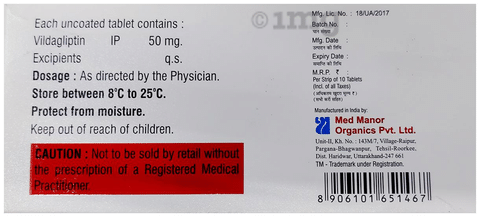 Each uncoated tablet contains :
Vildagliptin IP 50 mg.
Excipients q.s.
Dosage : As directed by the Physician.
Store between 8°C to 25°C.
Protect from moisture.
Keep out of reach of children.
CAUTION : Not to be sold by retail without
the prescription of a Registered Medical
Practitioner
1mg
Mfg. Lic. No. : 18/UA/2017
Batch No. :
Mfg. Date :
Expiry Date :
M.R.P. ₹
Per Strip of 10 Tablets
(Incl. of all Taxes)
Manufactured in India by:
Med Manor
Organics Pvt. Ltd.
Unit-II, Kh. No. : 143M/7, Village-Raipur,
Pargana-Bhagwanpur, Tehsil-Roorkee,
Dist. Haridwar, Uttarakhand-247 661
TM - Trademark under Registration.
8 906101 651467